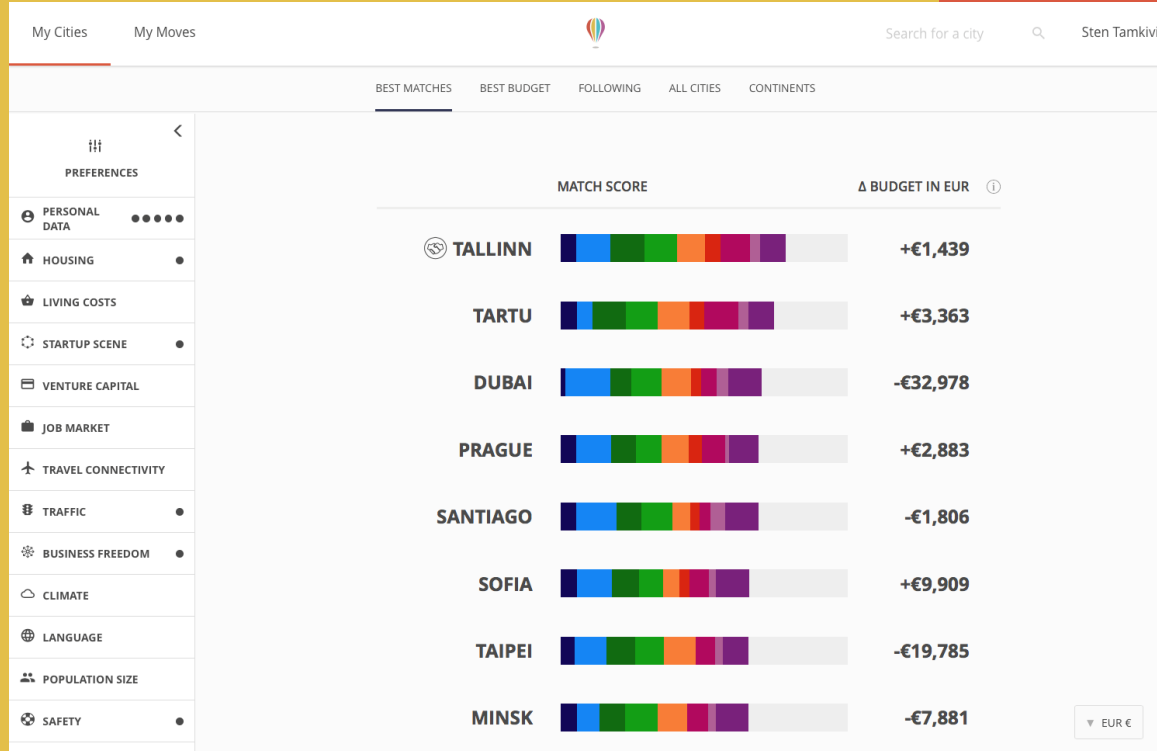 My Cities
My Moves
Search for a city
Sten Tamkivi
BEST MATCHES
BEST BUDGET
FOLLOWING
ALL CITIES
CONTINENTS
PREFERENCES
PERSONAL
DATA
HOUSING
LIVING COSTS
STARTUP SCENE
VENTURE CAPITAL
JOB MARKET
TRAVEL CONNECTIVITY
TRAFFIC
BUSINESS FREEDOM
CLIMATE
LANGUAGE
POPULATION SIZE
SAFETY
MATCH SCORE
Δ BUDGET IN EUR
TALLINN +€1,439
TARTU +€3,363
DUBAI -€32,978
PRAGUE +€2,883
SANTIAGO -€1,806
SOFIA +€9,909
TAIPEI -€19,785
MINSK -€7,881
EUR €